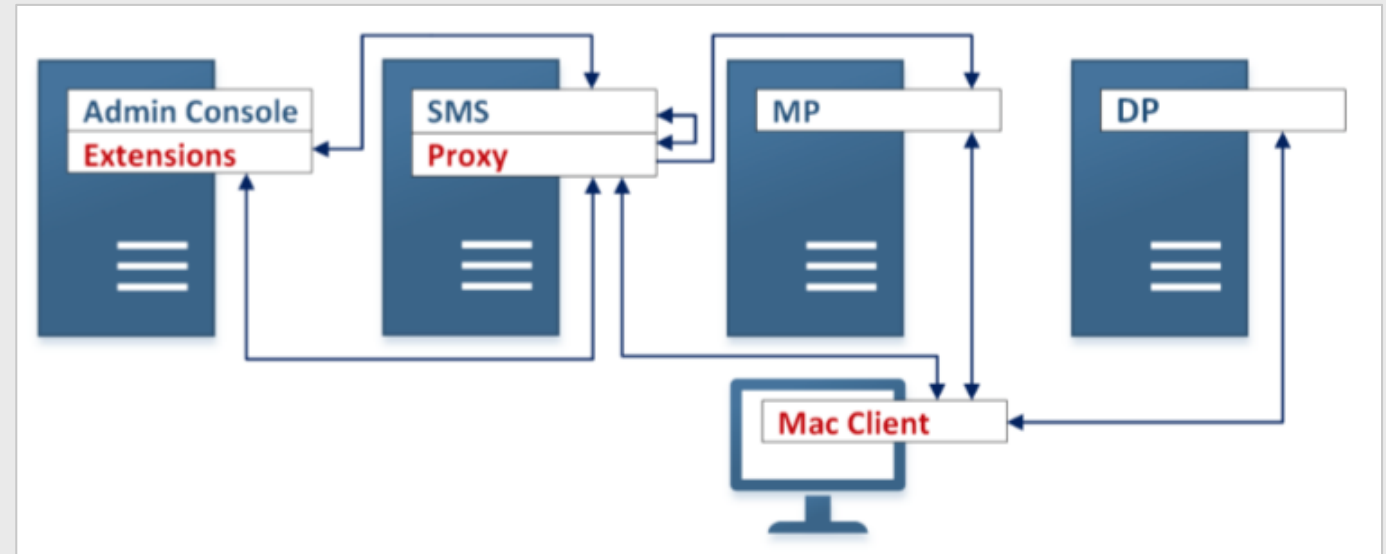 Admin Console
Extensions
SMS
Proxy
MP
DP
Mac Client